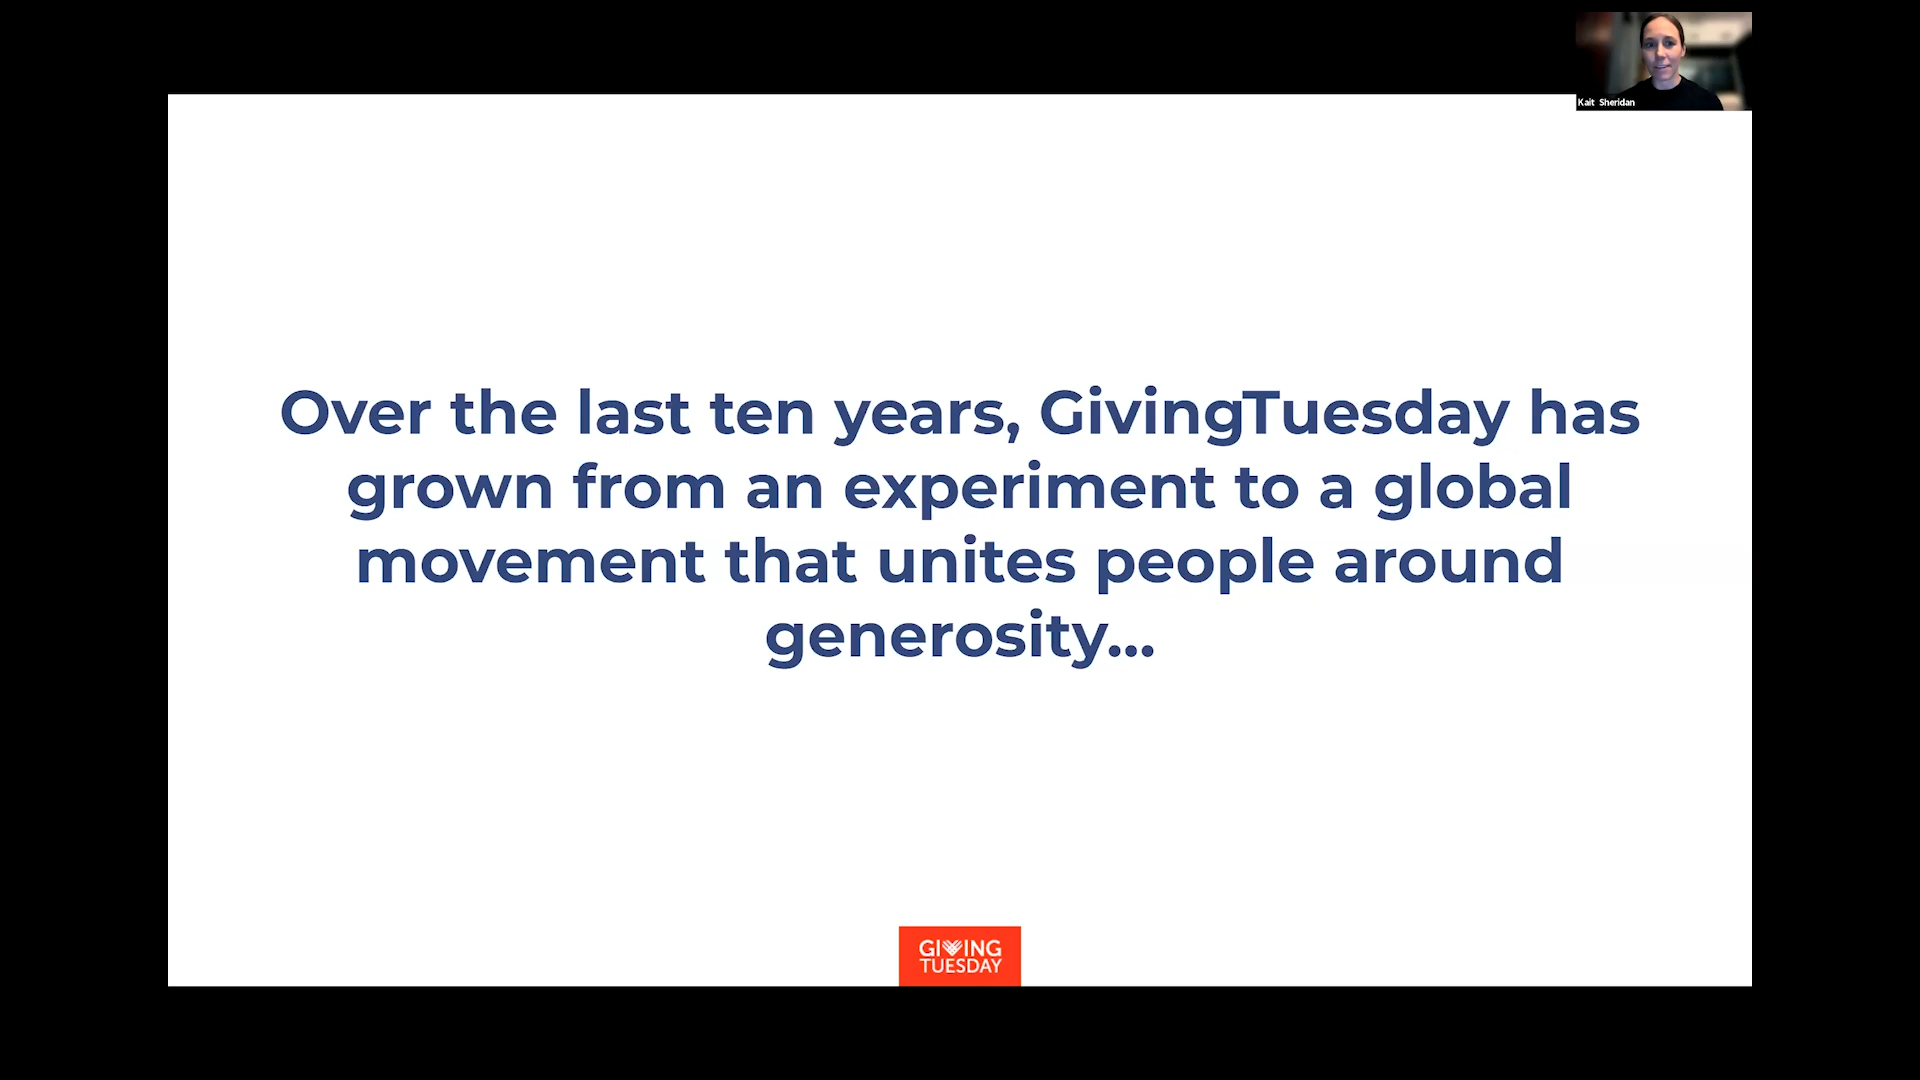 Kait Sheridan
Over the last ten years, GivingTuesday has
grown from an experiment to a global
movement that unites people around
generosity...
GIVING
TUESDAY